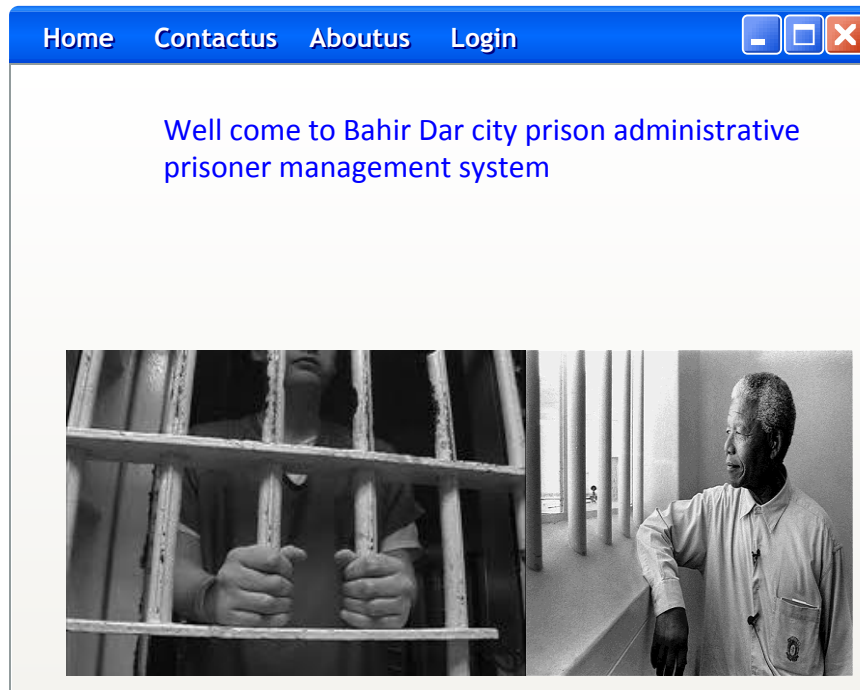 Home Contactus Aboutus Login
Well come to Bahir Dar city prison administrative
prisoner management system